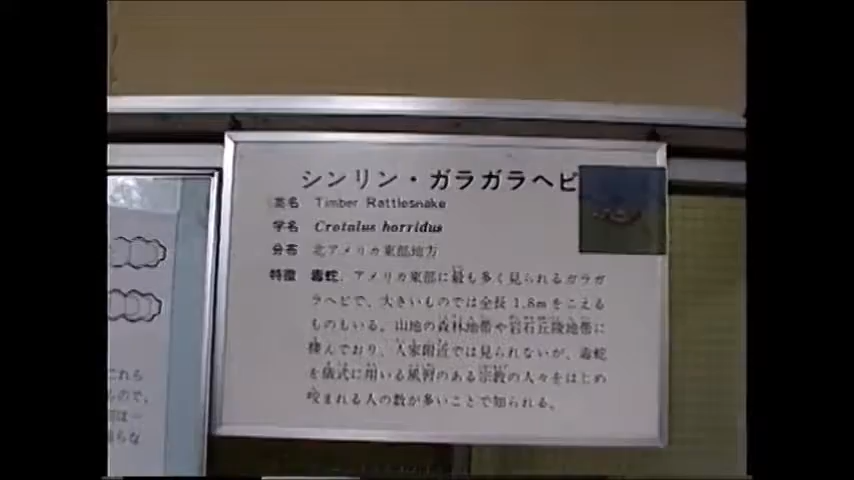 シンリン・ガラガラヘビ
英名 Timber Rattlesnake
学名 Crotalus horridus
分布 北アメリカ東部地方
特徴 毒蛇。アメリカ東部に最も多く見られるガラガ
ラヘビで、大きいものでは全長1.8mをこえる
ものもいる。山地の森林地帯や岩石丘陵地帯に
棲んでおり、人家附近では見られないが、毒蛇
を儀式に用いる風習のある宗教の人々をはじめ
咬まれる人の数が多いことで知られる。
これら
もので、